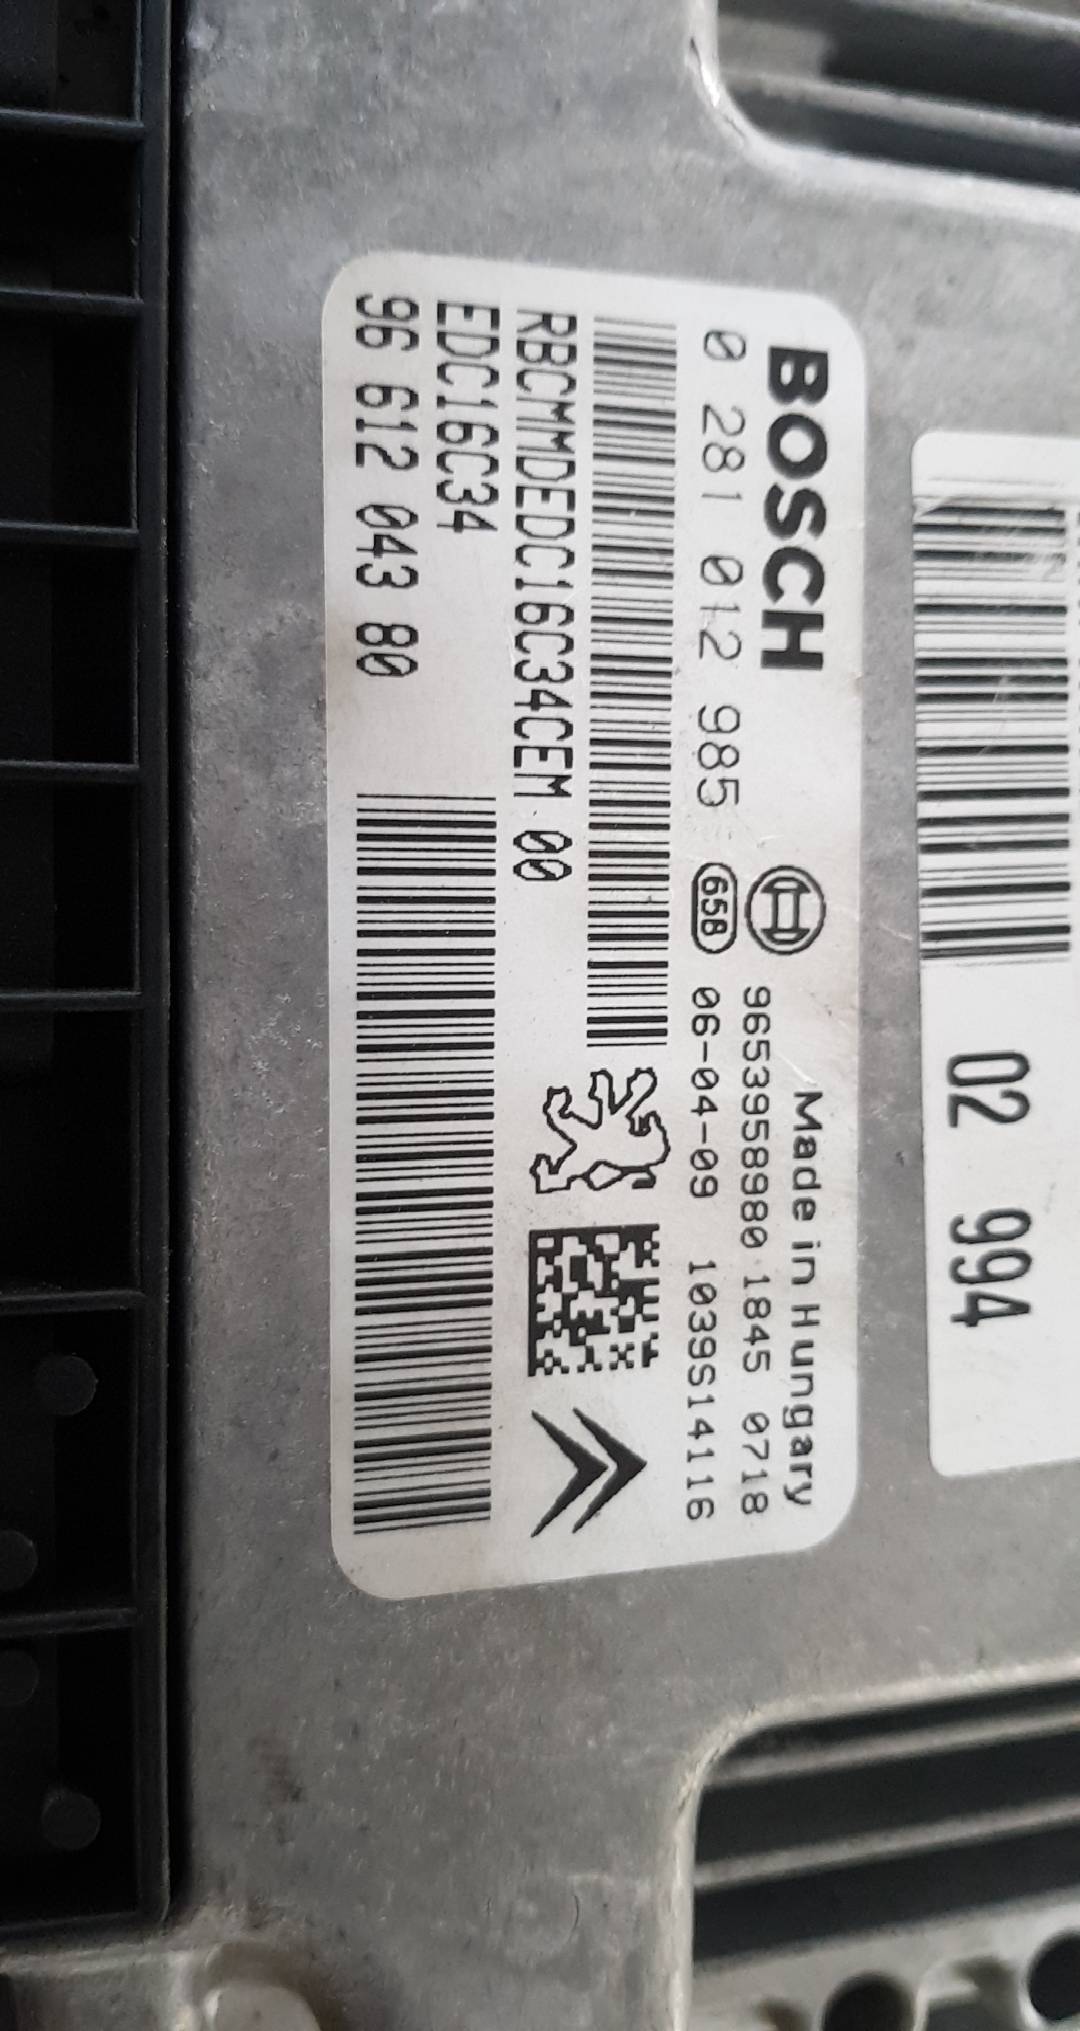 02 994
BOSCH
Made in Hungary
9653958980 1845 0718
0 281 012 985 658 06-04-09 1039S14116
RBCMMDEDC16C34CEM 00
EDC16C34
96 612 043 80